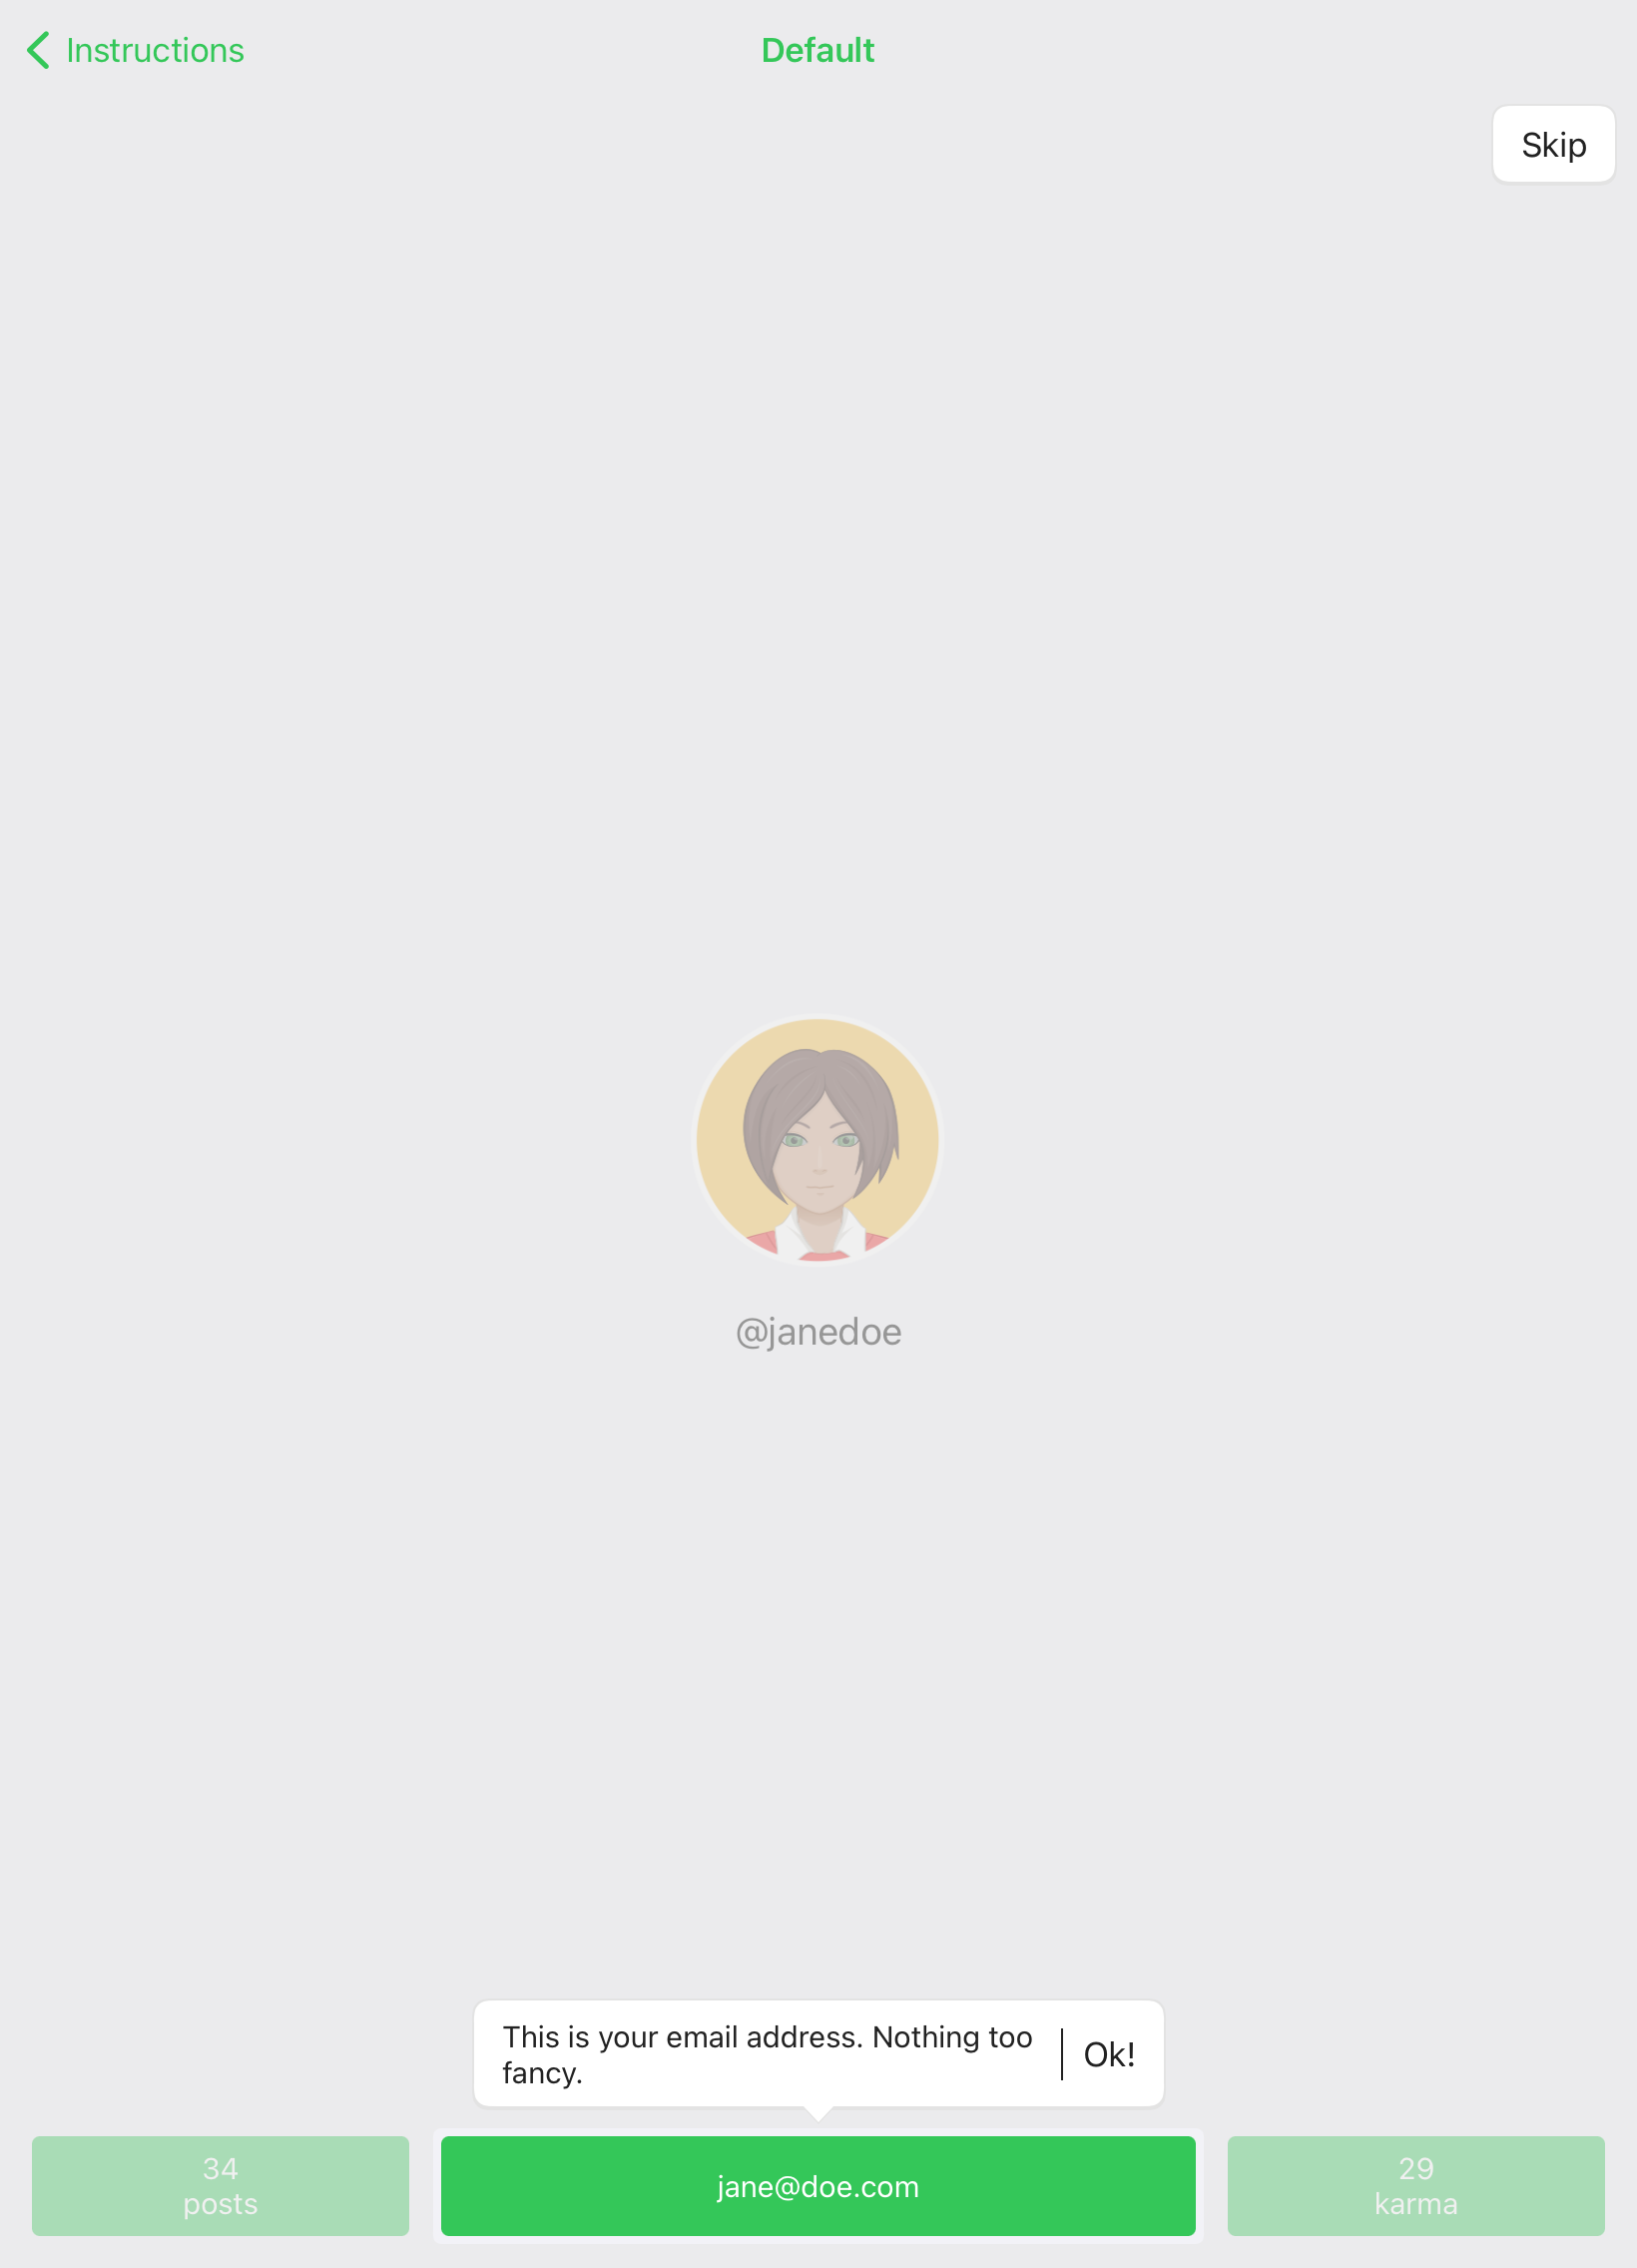 Instructions
Default
Skip
@janedoe
This is your email address. Nothing too
fancy.
Ok!
34
posts
jane@doe.com
29
karma